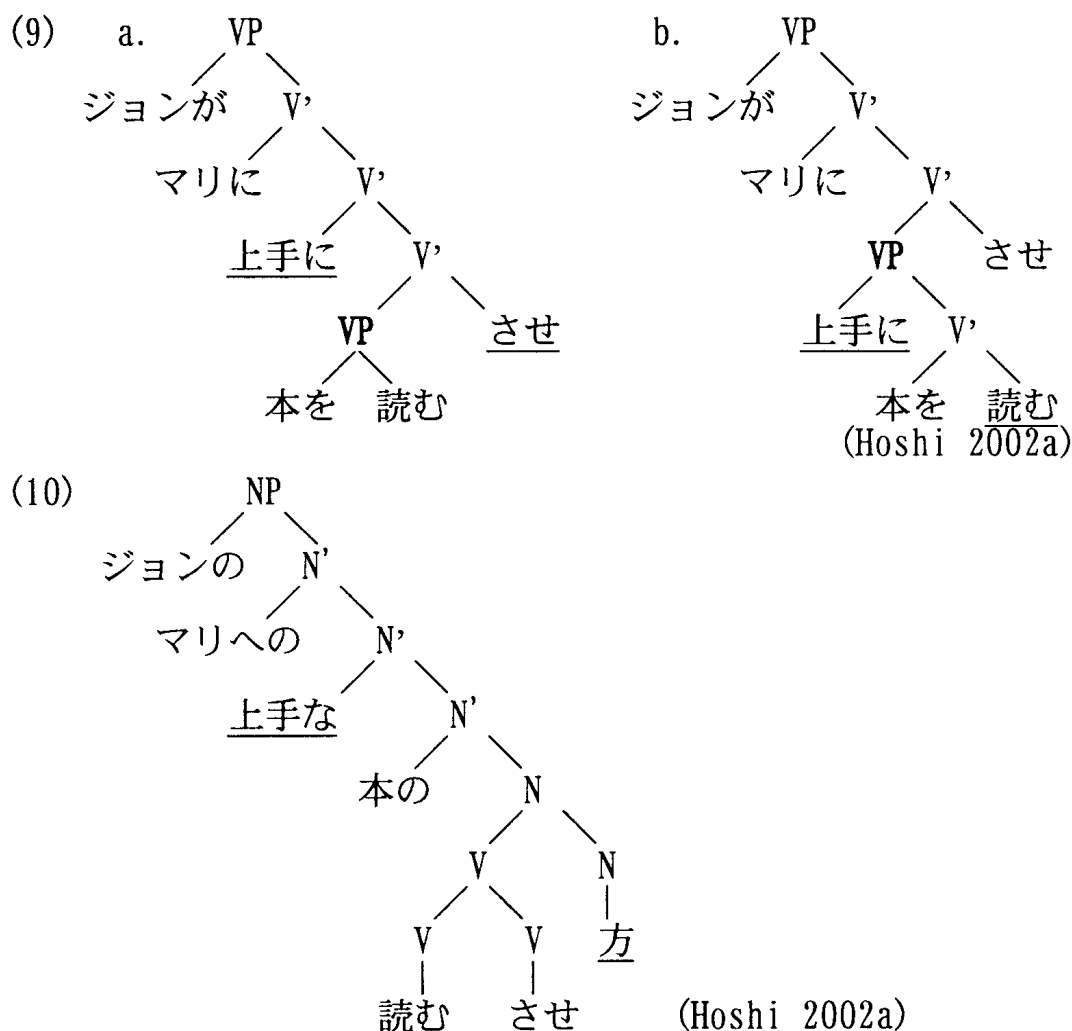 (9) a. VP b. VP
ジョンが V' ジョンが V'
マリに V' マリに V'
上手に V' VP させ
VP させ 上手に V'
本を 読む 本を 読む
(Hoshi 2002a)
(10) NP
ジョンの N'
マリへの N'
上手な N'
本の N
V N
V V 方
読む させ (Hoshi 2002a)